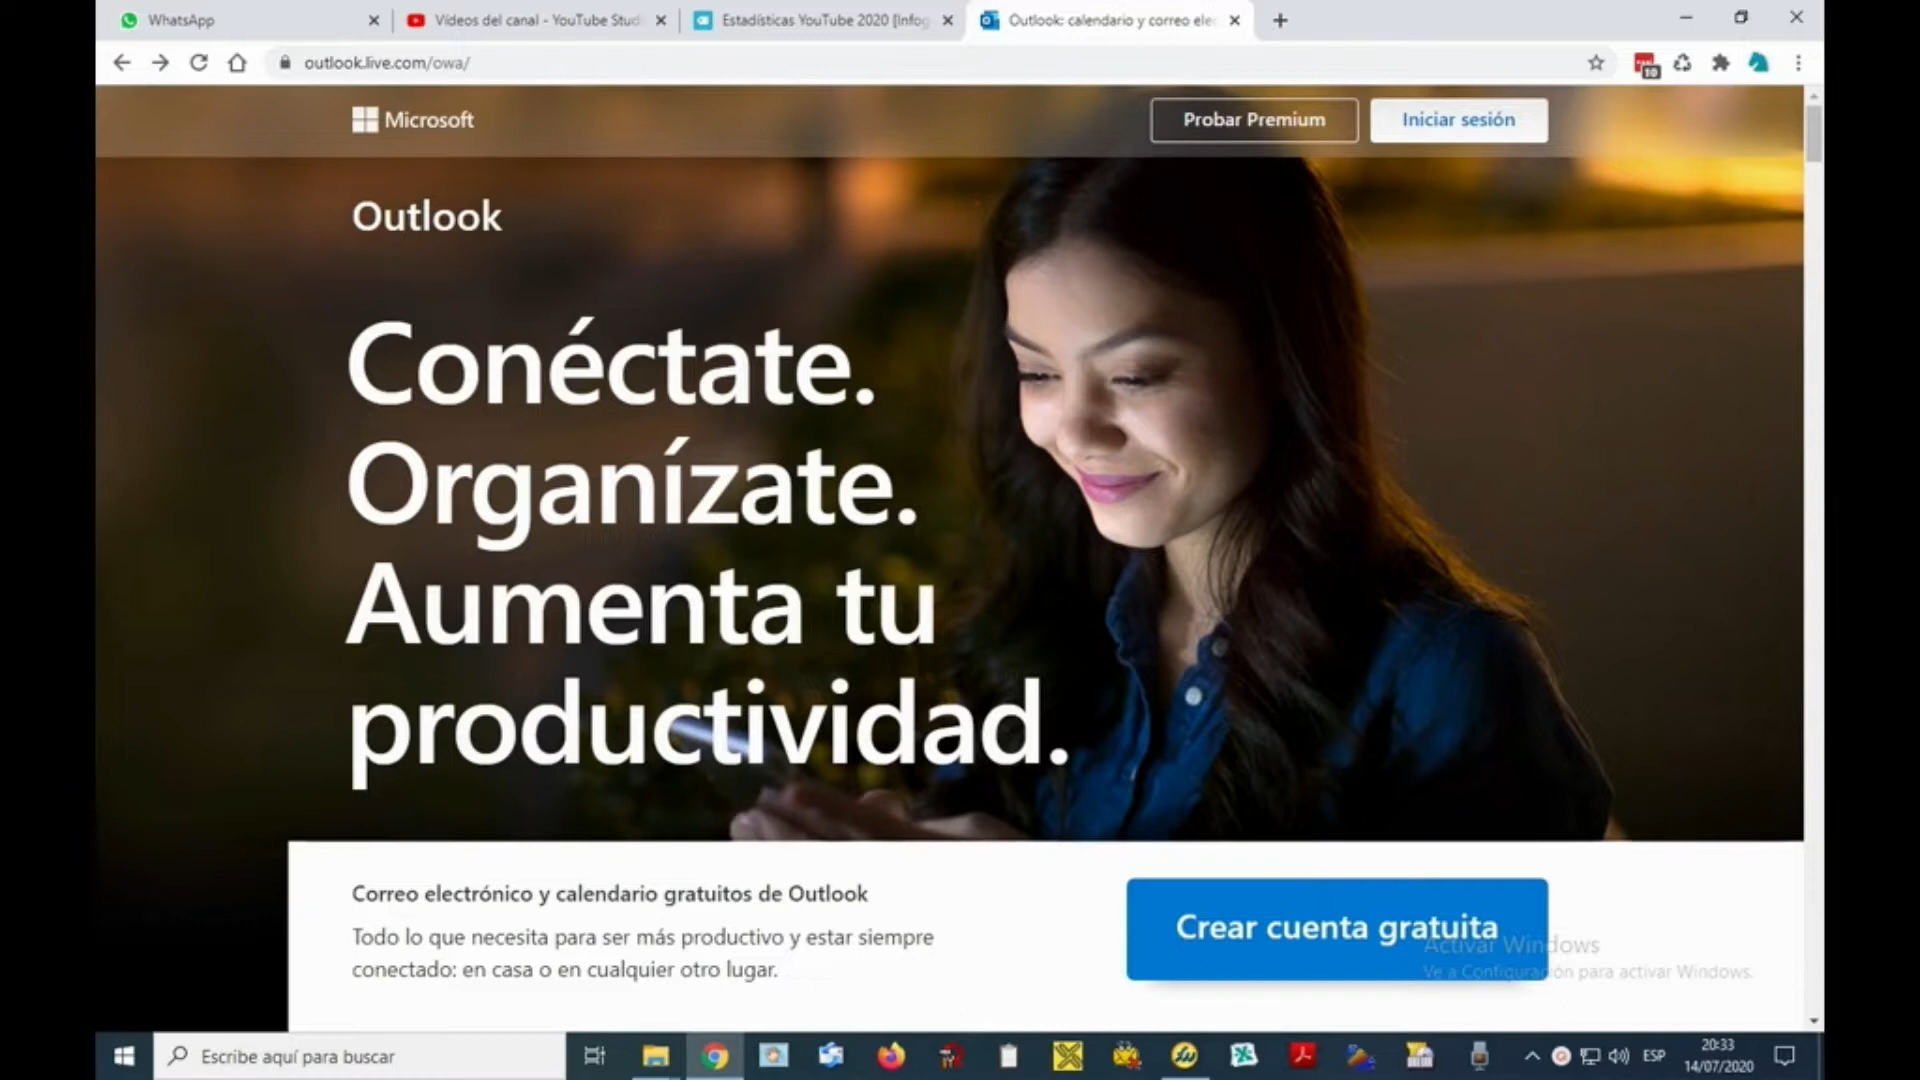 WhatsApp
Vídeos del canal - YouTube Stud
Estadísticas YouTube 2020 [Infog
Outlook: calendario y correo ele
outlook.live.com/owa/
10
Microsoft
Probar Premium
Iniciar sesión
Outlook
Conéctate.
Organízate.
Aumenta tu
productividad.
Correo electrónico y calendario gratuitos de Outlook
Todo lo que necesita para ser más productivo y estar siempre
conectado: en casa o en cualquier otro lugar.
Crear cuenta gratuita
Activar Windows
Ve a Configuración para activar Windows.
Escribe aquí para buscar
ESP
20:33
14/07/2020